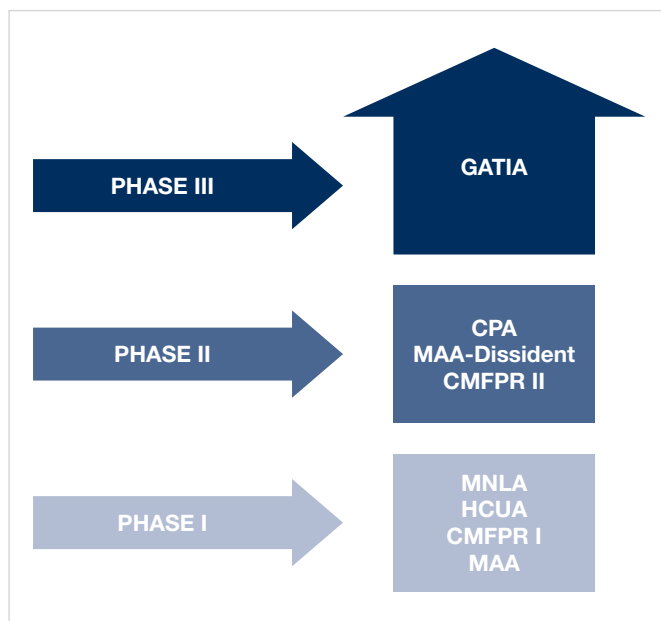 PHASE III
GATIA
PHASE II
CPA
MAA-Dissident
CMFPR II
PHASE I
MNLA
HCUA
CMFPR I
MAA